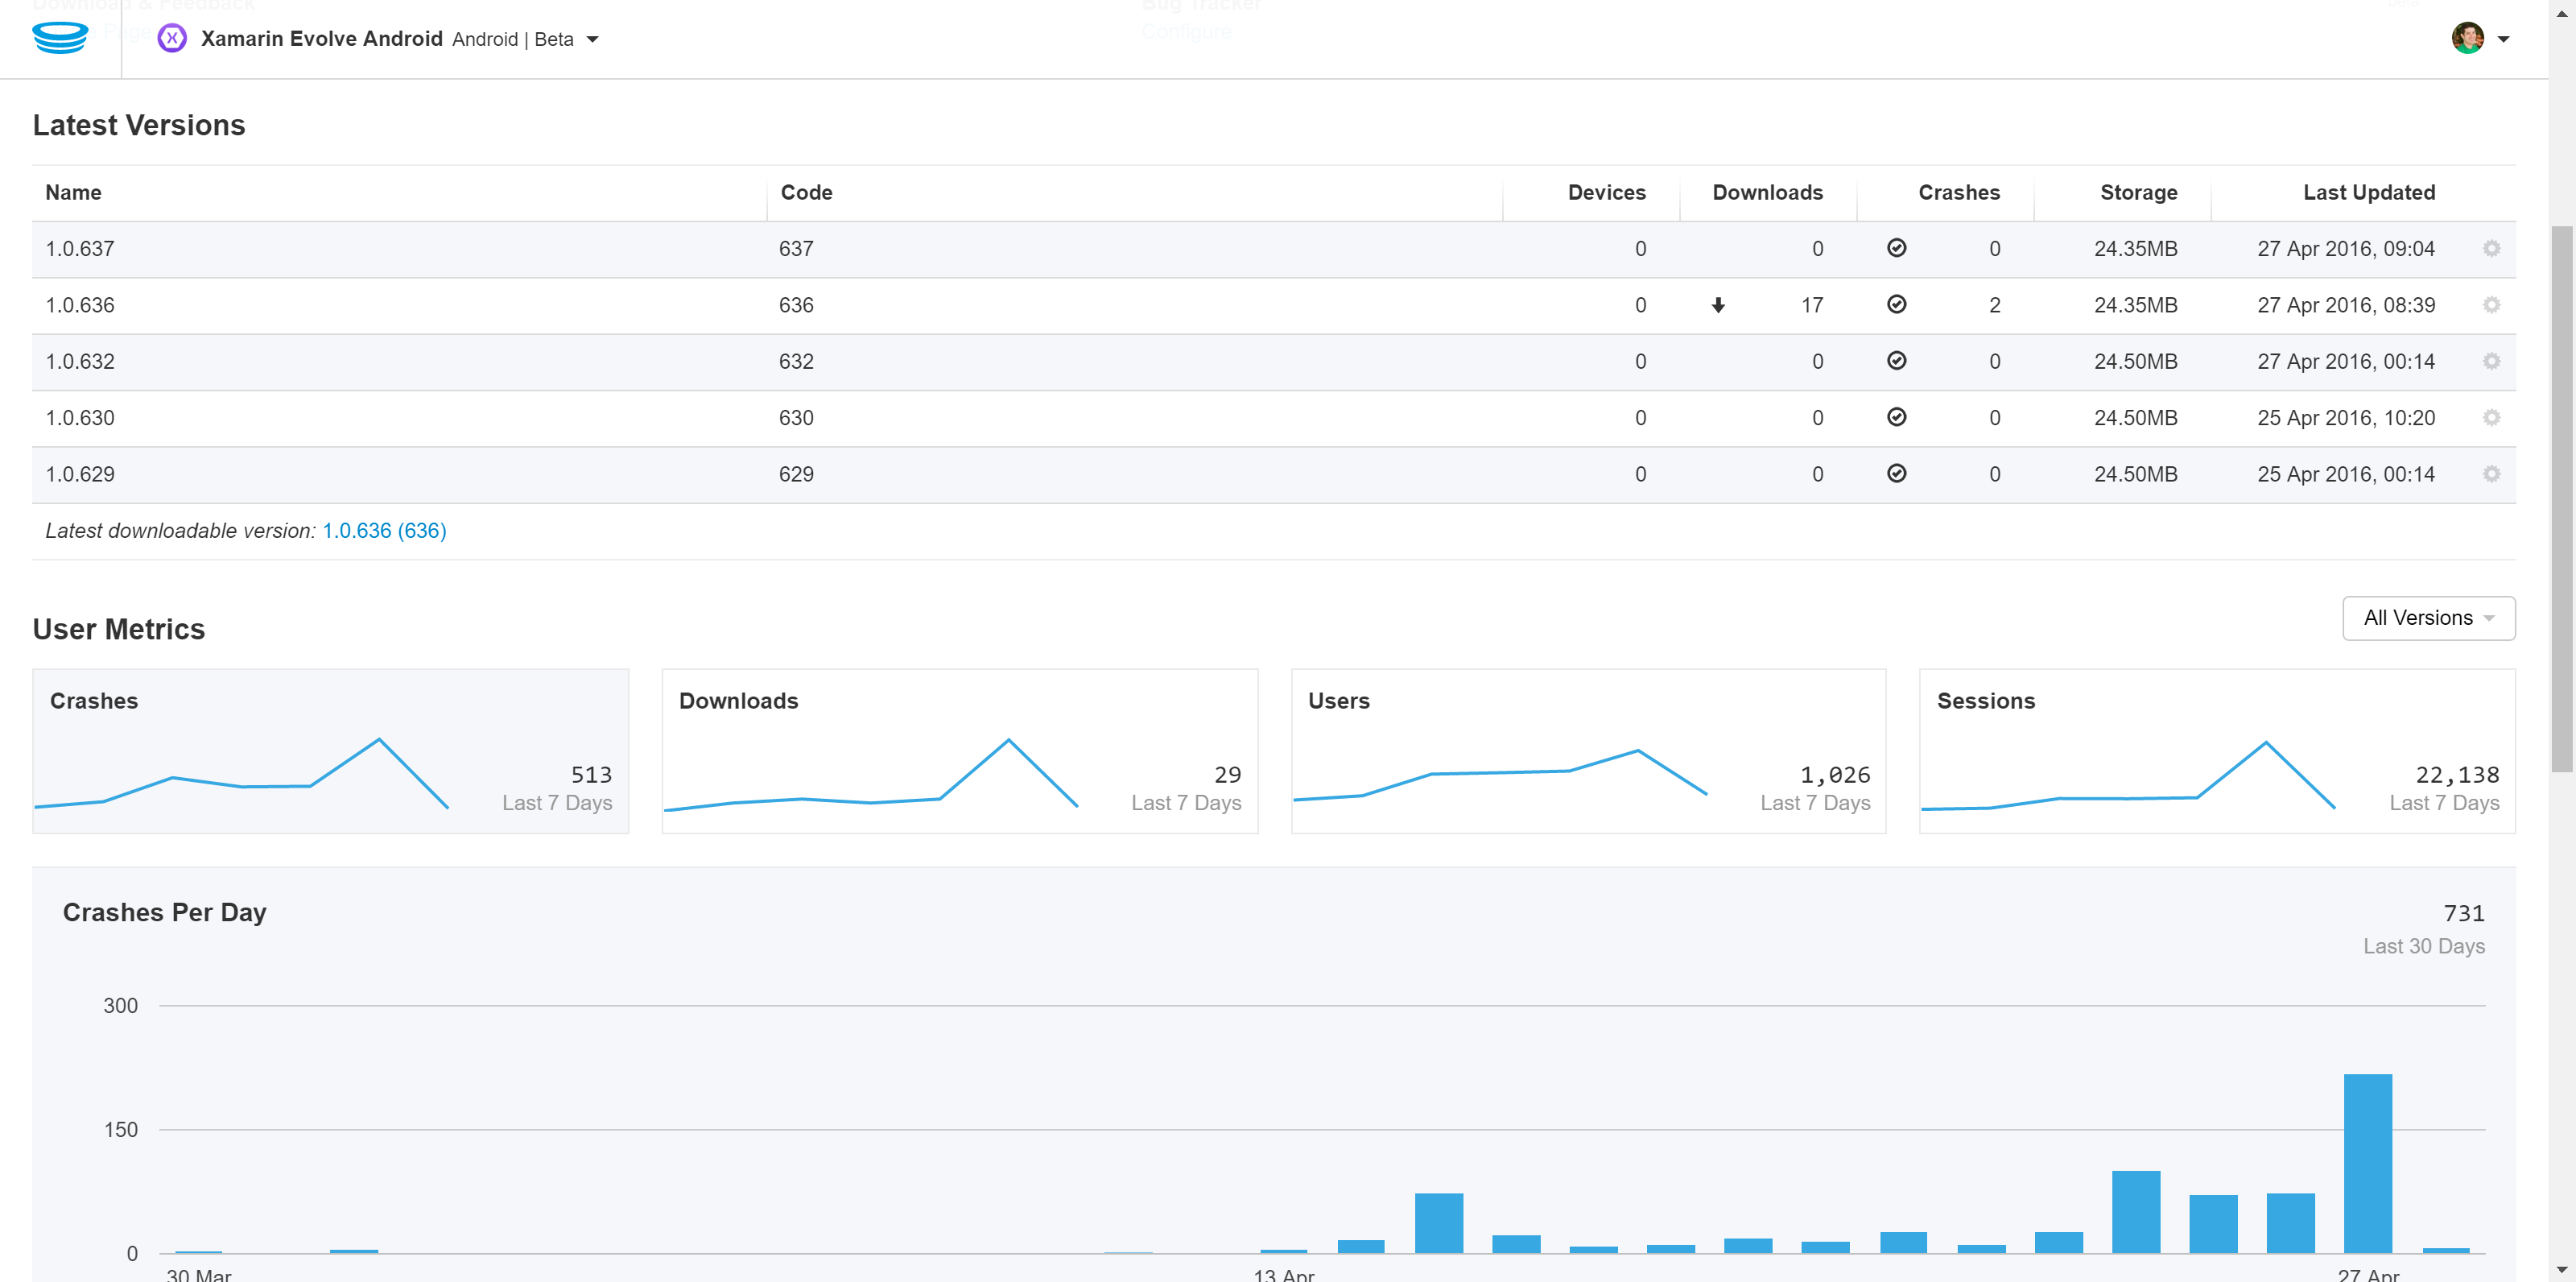 Download & Feedback Bug Tracker Beta
Page Configure
Xamarin Evolve Android Android | Beta
Latest Versions
Name Code Devices Downloads Crashes Storage Last Updated
1.0.637 637 0 0 0 24.35MB 27 Apr 2016, 09:04
1.0.636 636 0 17 2 24.35MB 27 Apr 2016, 08:39
1.0.632 632 0 0 0 24.50MB 27 Apr 2016, 00:14
1.0.630 630 0 0 0 24.50MB 25 Apr 2016, 10:20
1.0.629 629 0 0 0 24.50MB 25 Apr 2016, 00:14
Latest downloadable version: 1.0.636 (636)
User Metrics
All Versions
Crashes
513
Last 7 Days
Downloads
29
Last 7 Days
Users
1,026
Last 7 Days
Sessions
22,138
Last 7 Days
Crashes Per Day
731
Last 30 Days
300
150
0
30 Mar 13 Apr 27 Apr